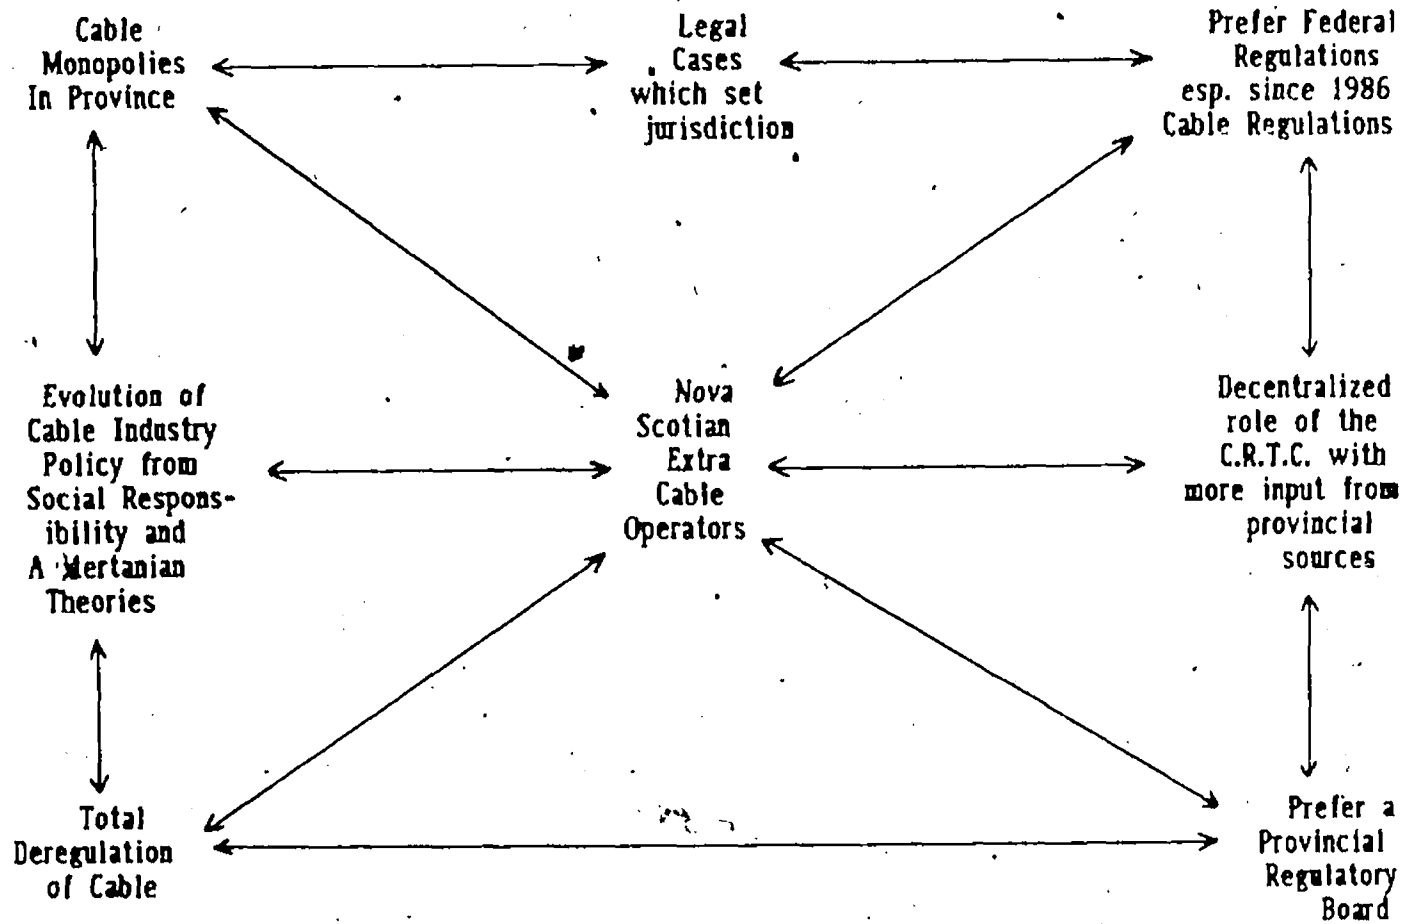 Cable
Monopolies
In Province
Legal
Cases
which set
jurisdiction
Prefer Federal
Regulations
esp. since 1986
Cable Regulations
Evolution of
Cable Industry
Policy from
Social Respons-
ibility and
A Mertanian
Theories
Nova
Scotian
Extra
Cable
Operators
Decentralized
role of the
C.R.T.C. with
more input from
provincial
sources
Total
Deregulation
of Cable
Prefer a
Provincial
Regulatory
Board